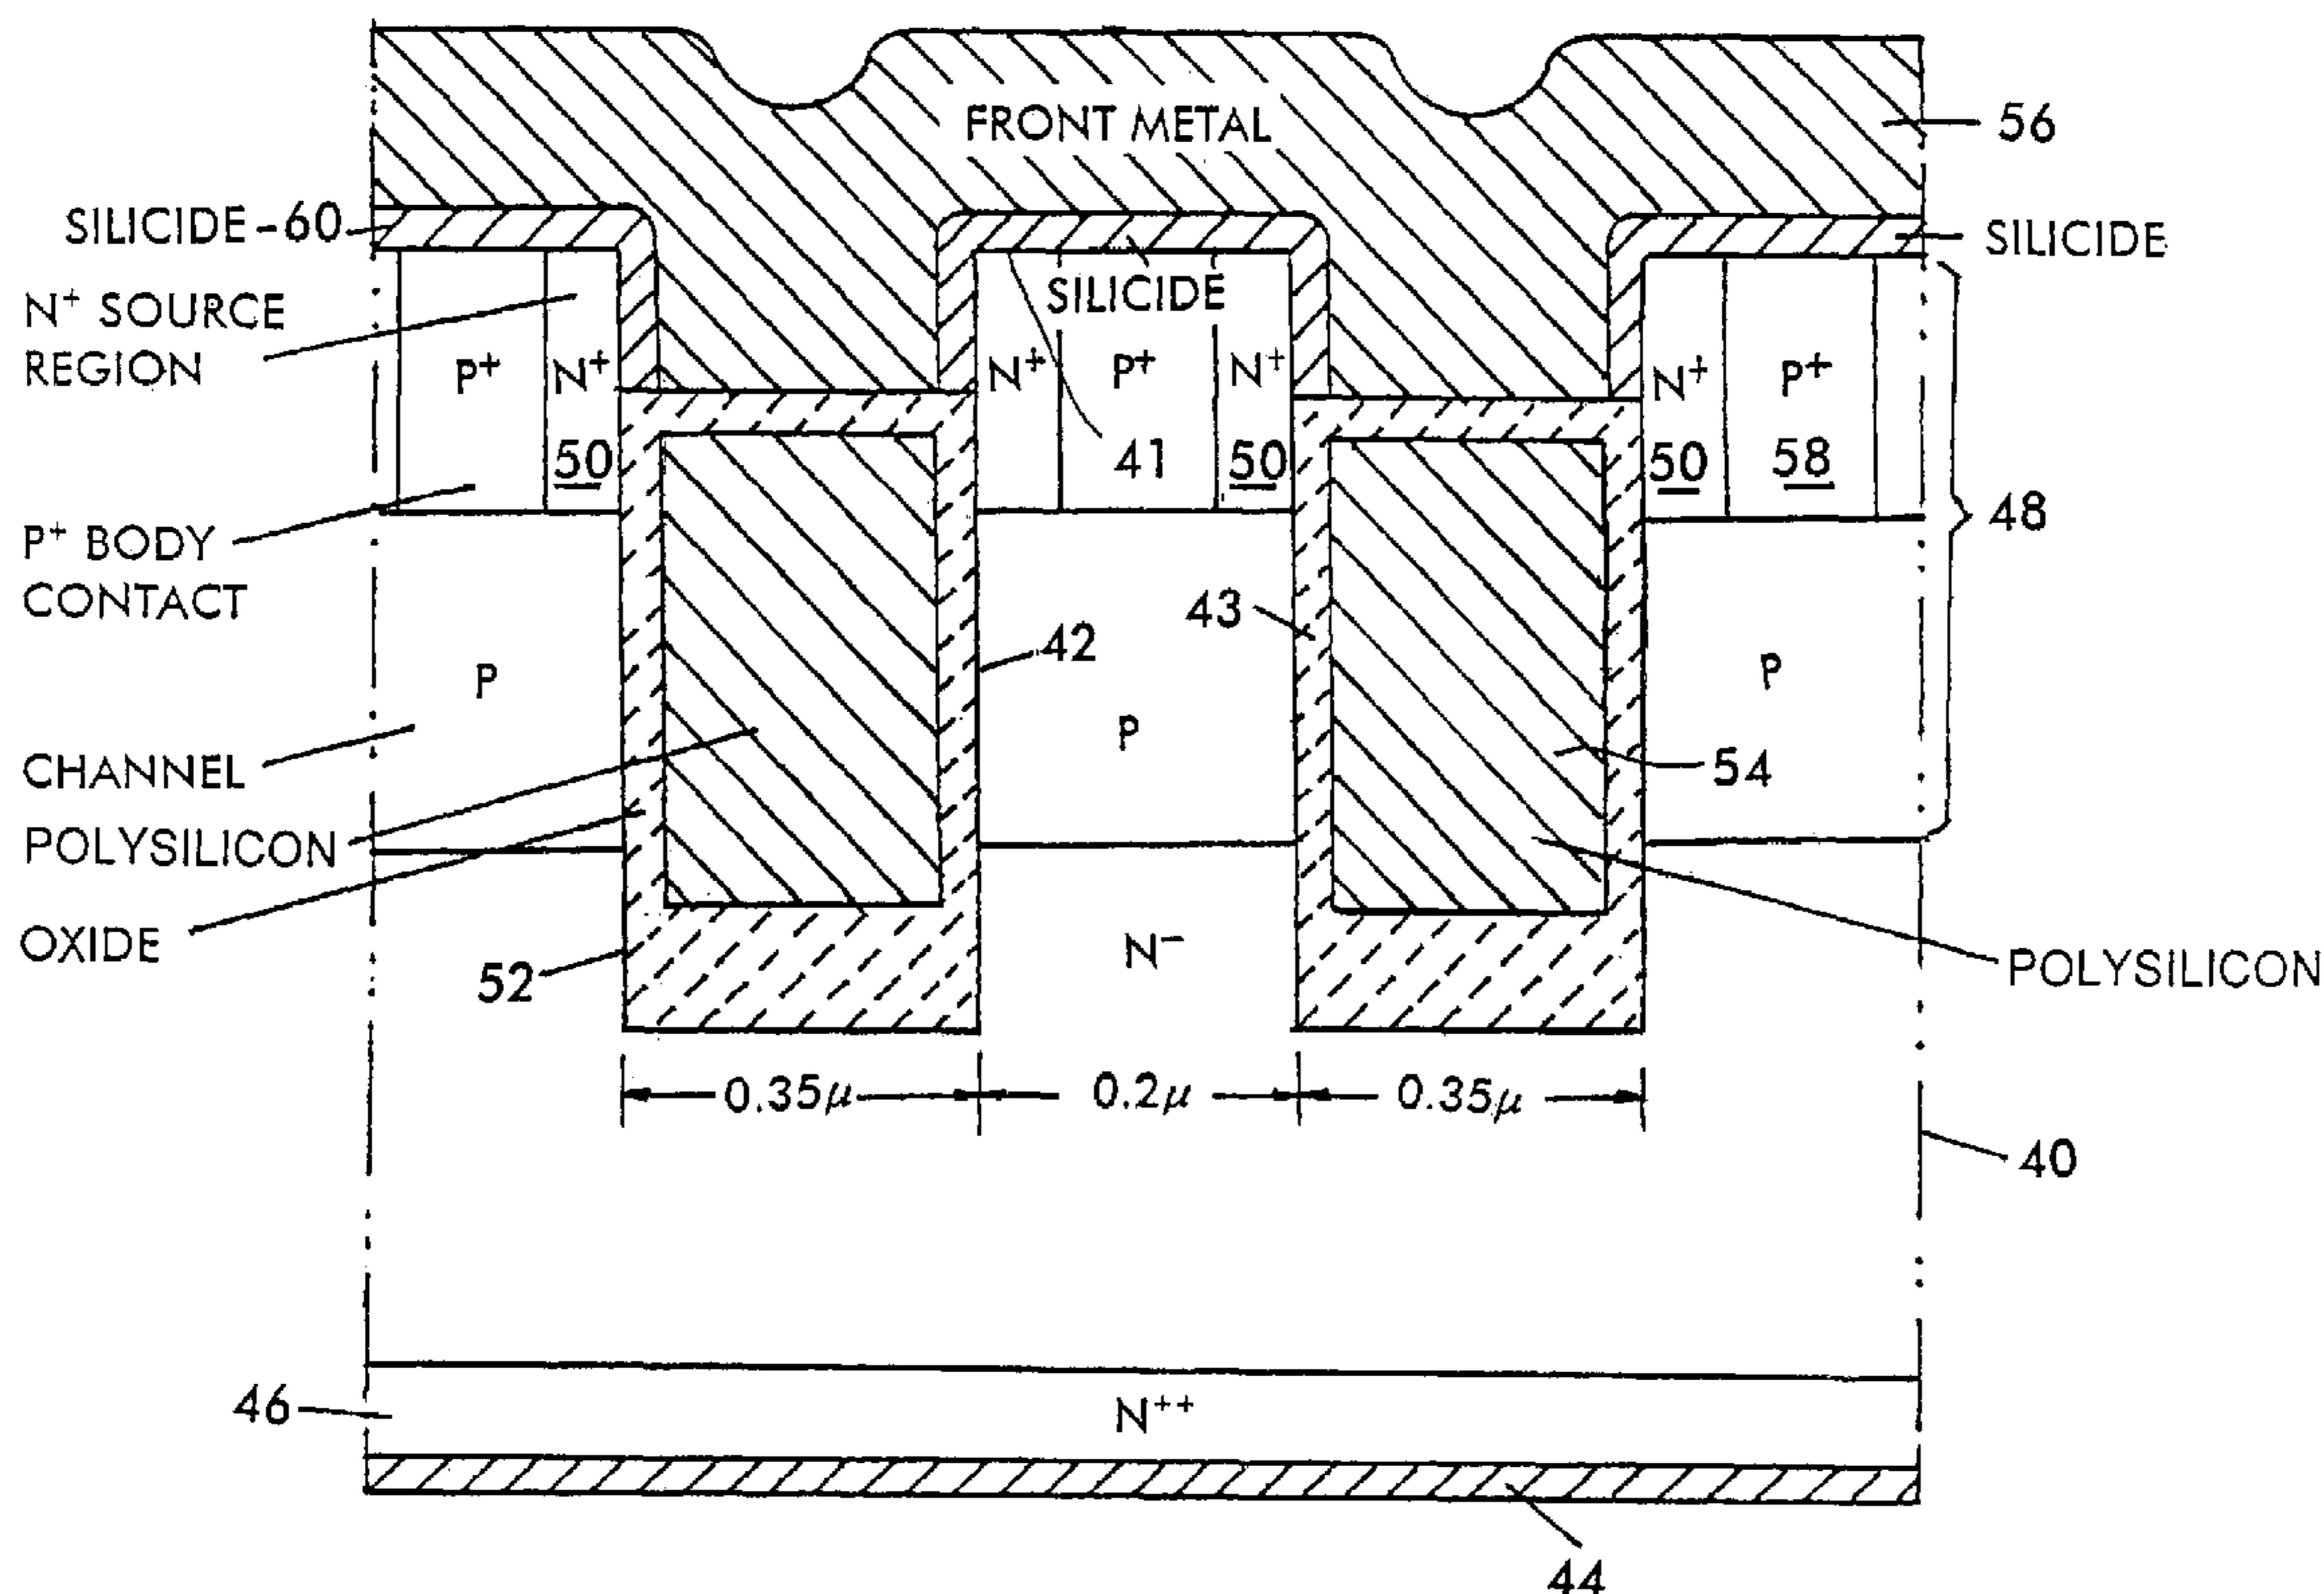 FRONT METAL
56
SILICIDE-60
SILICIDE
SILICIDE
N+ SOURCE
REGION
P+
N+
N+
P+
N+
N+
P+
50
41
50
50
58
48
P+ BODY
CONTACT
43
42
P
P
P
CHANNEL
54
POLYSILICON
OXIDE
N−
52
POLYSILICON
0.35μ
0.2μ
0.35μ
40
46
N++
44